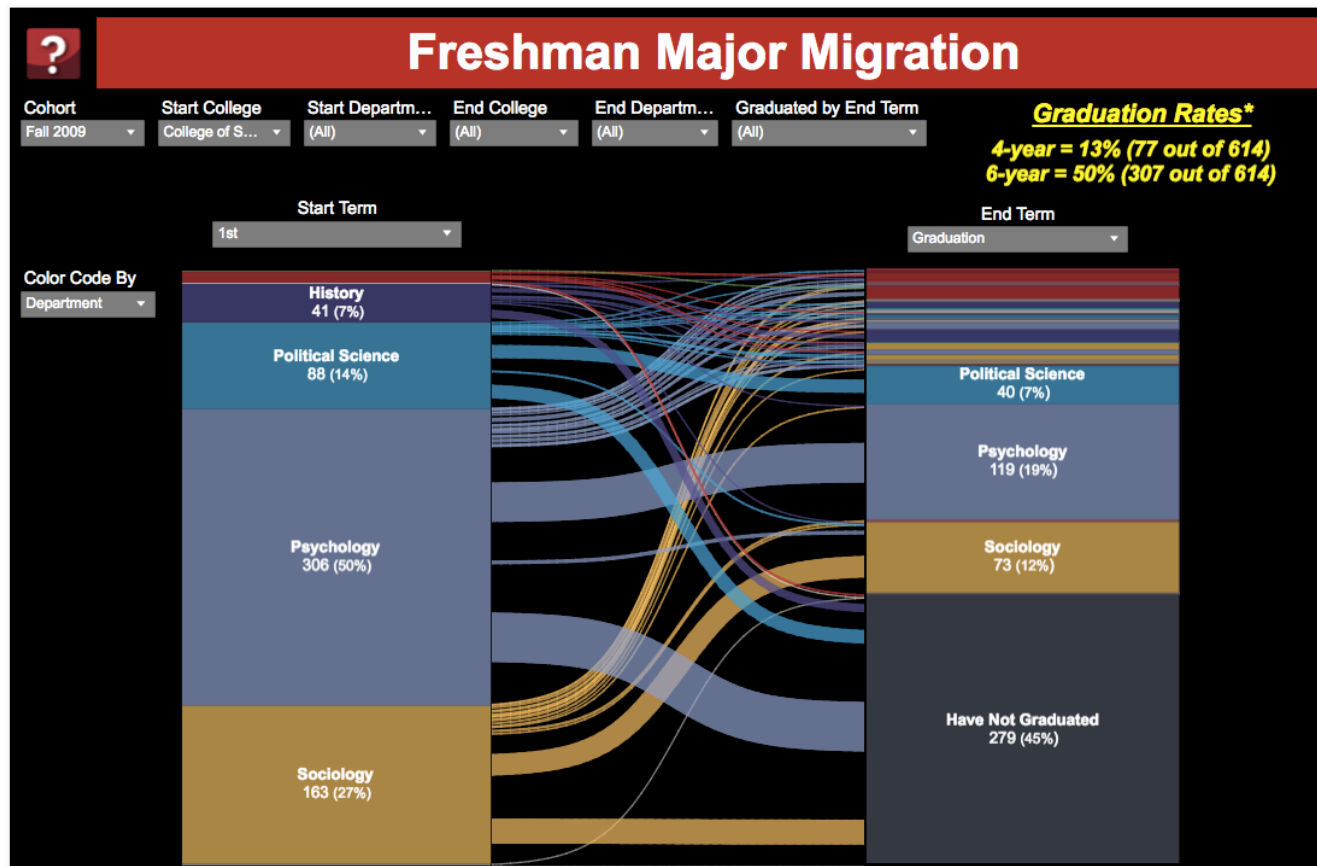 ?
Freshman Major Migration
Cohort
Start College
Start Departm...
End College
End Departm...
Graduated by End Term
Fall 2009
College of S...
(All)
(All)
(All)
(All)
Graduation Rates*
4-year = 13% (77 out of 614)
6-year = 50% (307 out of 614)
Start Term
1st
End Term
Graduation
Color Code By
Department
History
41 (7%)
Political Science
88 (14%)
Psychology
306 (50%)
Sociology
163 (27%)
Political Science
40 (7%)
Psychology
119 (19%)
Sociology
73 (12%)
Have Not Graduated
279 (45%)